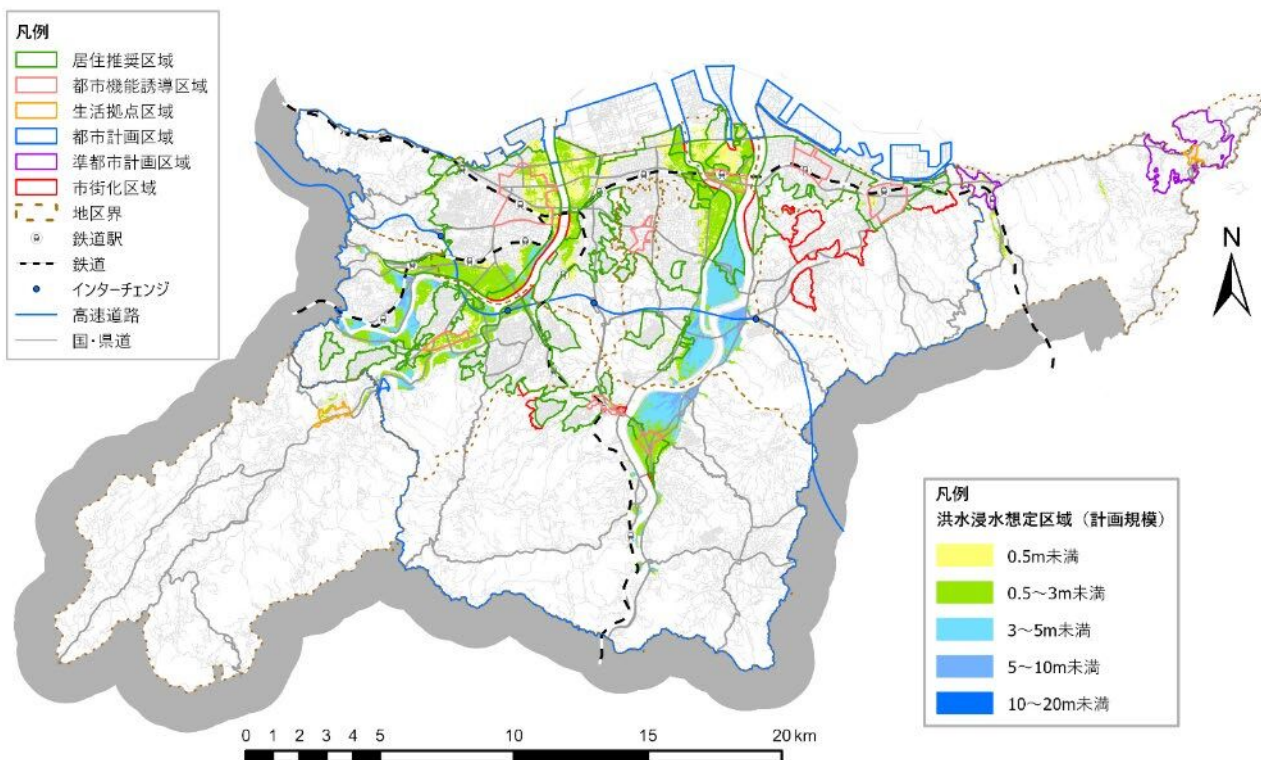 凡例
居住推奨区域
都市機能誘導区域
生活拠点区域
都市計画区域
準都市計画区域
市街化区域
地区界
鉄道駅
鉄道
インターチェンジ
高速道路
国・県道
N
凡例
洪水浸水想定区域（計画規模）
0.5m未満
0.5～3m未満
3～5m未満
5～10m未満
10～20m未満
0 1 2 3 4 5 10 15 20 km